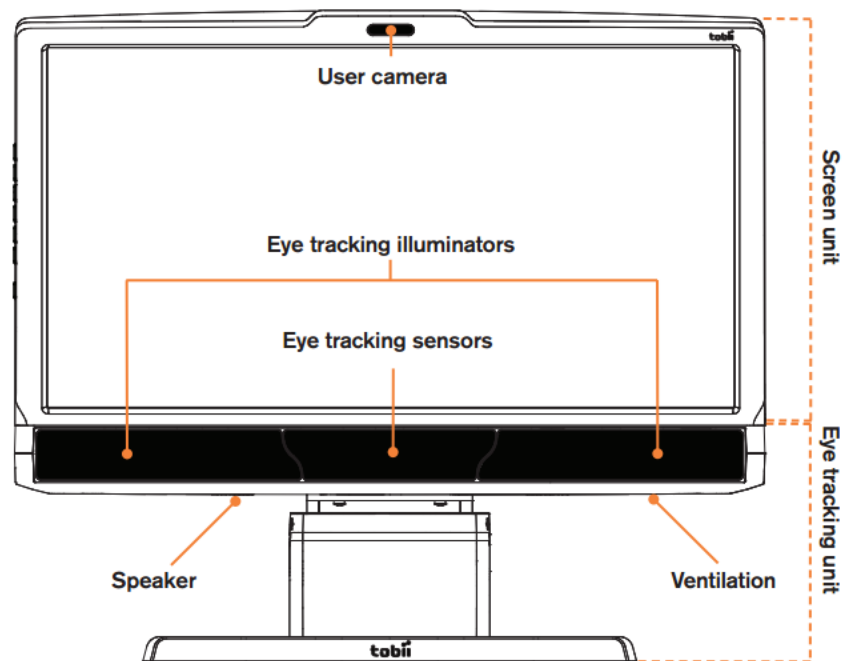 tobii
User camera
Screen unit
Eye tracking illuminators
Eye tracking sensors
Eye tracking unit
Speaker
Ventilation
tobii